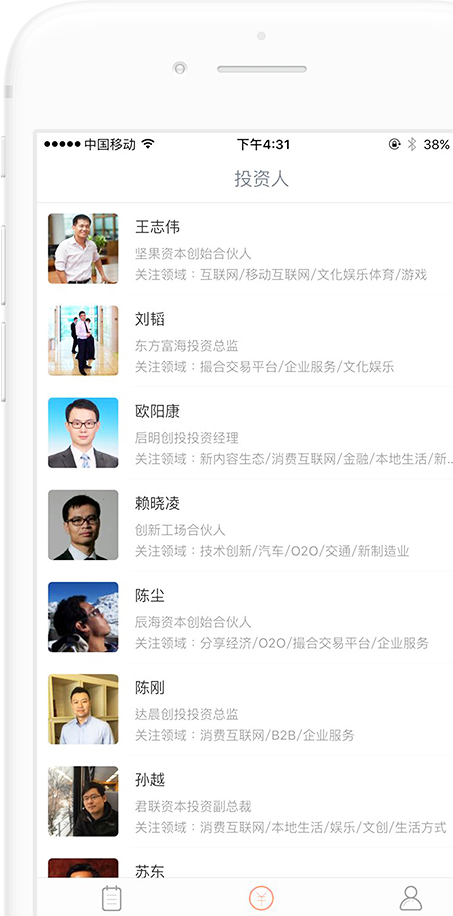 中国移动 下午4:31 38%
投资人
王志伟
坚果资本创始合伙人
关注领域：互联网/移动互联网/文化娱乐体育/游戏
刘韬
东方富海投资总监
关注领域：撮合交易平台/企业服务/文化娱乐
欧阳康
启明创投投资经理
关注领域：新内容生态/消费互联网/金融/本地生活/新...
赖晓凌
创新工场合伙人
关注领域：技术创新/汽车/O2O/交通/新制造业
陈尘
辰海资本创始合伙人
关注领域：分享经济/O2O/撮合交易平台/企业服务
陈刚
达晨创投投资总监
关注领域：消费互联网/B2B/企业服务
孙越
君联资本投资副总裁
关注领域：消费互联网/本地生活/娱乐/文创/生活方式
苏东